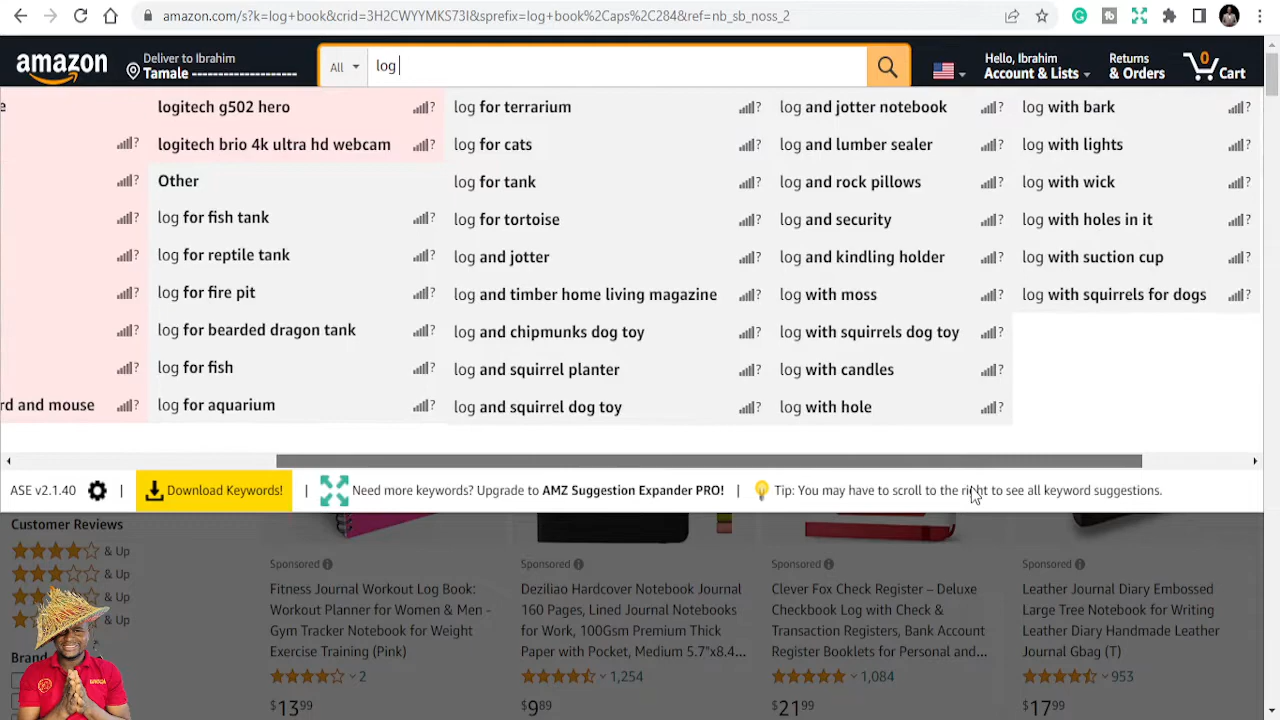 amazon.com/s?k=log+book&crid=3H2CWYYMKS73I&sprefix=log+book%2Caps%2C284&ref=nb_sb_noss_2
amazon
Deliver to Ibrahim
Tamale
All
log
Hello, Ibrahim
Account & Lists
Returns
& Orders
0
Cart
e
rd and mouse
logitech g502 hero
logitech brio 4k ultra hd webcam
Other
log for fish tank
log for reptile tank
log for fire pit
log for bearded dragon tank
log for fish
log for aquarium
log for terrarium
log for cats
log for tank
log for tortoise
log and jotter
log and timber home living magazine
log and chipmunks dog toy
log and squirrel planter
log and squirrel dog toy
log and jotter notebook
log and lumber sealer
log and rock pillows
log and security
log and kindling holder
log with moss
log with squirrels dog toy
log with candles
log with hole
log with bark
log with lights
log with wick
log with holes in it
log with suction cup
log with squirrels for dogs
ASE v2.1.40 | Download Keywords! | Need more keywords? Upgrade to AMZ Suggestion Expander PRO! | Tip: You may have to scroll to the right to see all keyword suggestions.
Customer Reviews
& Up
& Up
& Up
& Up
Sponsored
Fitness Journal Workout Log Book:
Workout Planner for Women & Men -
Gym Tracker Notebook for Weight
Exercise Training (Pink)
2
$1399
Sponsored
Deziliao Hardcover Notebook Journal
160 Pages, Lined Journal Notebooks
for Work, 100Gsm Premium Thick
Paper with Pocket, Medium 5.7"x8.4...
1,254
$989
Sponsored
Clever Fox Check Register – Deluxe
Checkbook Log with Check &
Transaction Registers, Bank Account
Register Booklets for Personal and...
1,084
$2199
Sponsored
Leather Journal Diary Embossed
Large Tree Notebook for Writing
Leather Diary Handmade Leather
Journal Gbag (T)
953
$1799